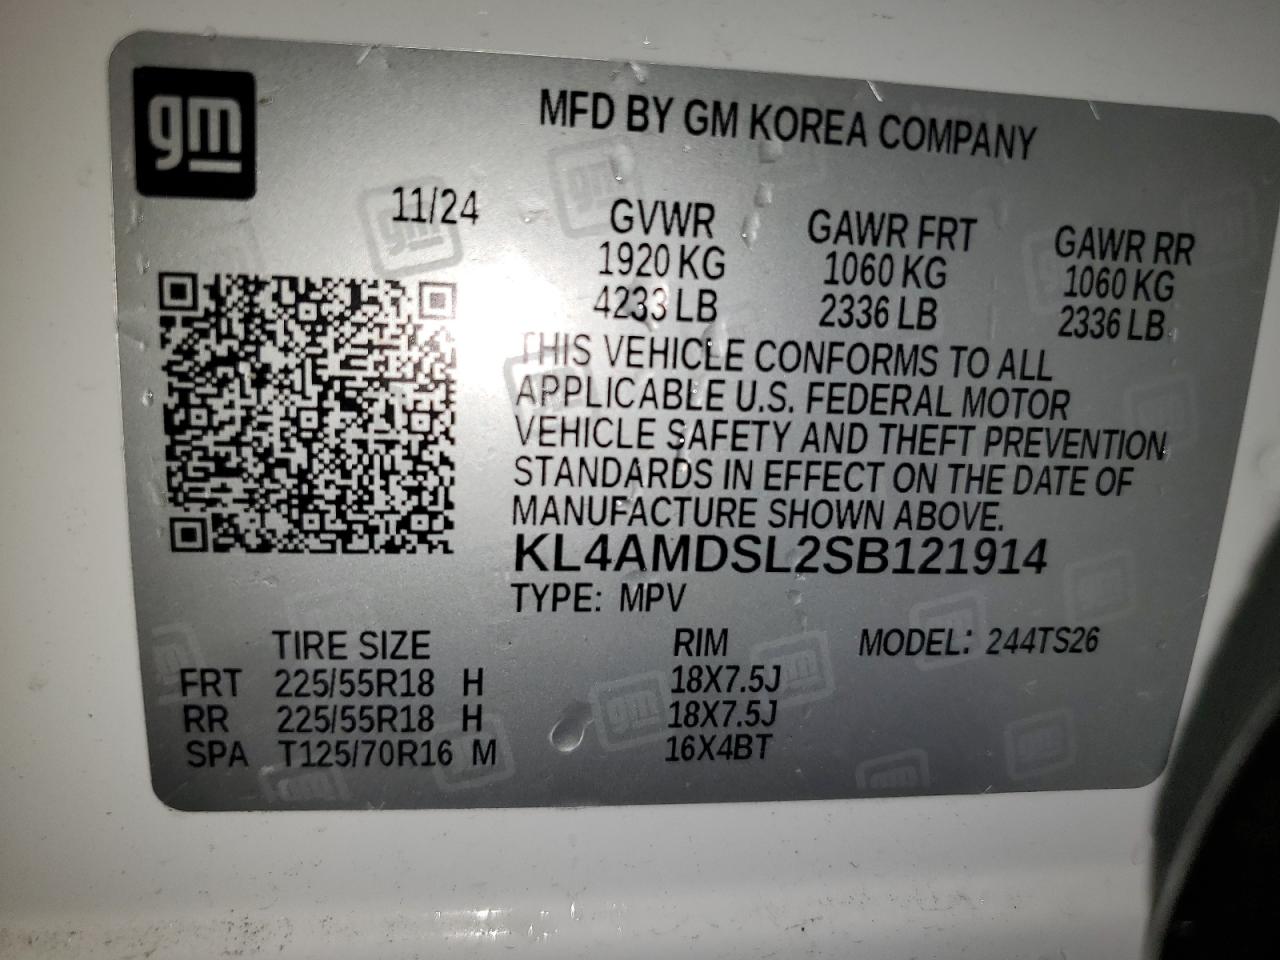 gm
MFD BY GM KOREA COMPANY
11/24
GVWR GAWR FRT GAWR RR
1920 KG 1060 KG 1060 KG
4233 LB 2336 LB 2336 LB
THIS VEHICLE CONFORMS TO ALL
APPLICABLE U.S. FEDERAL MOTOR
VEHICLE SAFETY AND THEFT PREVENTION
STANDARDS IN EFFECT ON THE DATE OF
MANUFACTURE SHOWN ABOVE.
KL4AMDSL2SB121914
TYPE: MPV
TIRE SIZE RIM MODEL: 244TS26
FRT 225/55R18 H 18X7.5J
RR 225/55R18 H 18X7.5J
SPA T125/70R16 M 16X4BT